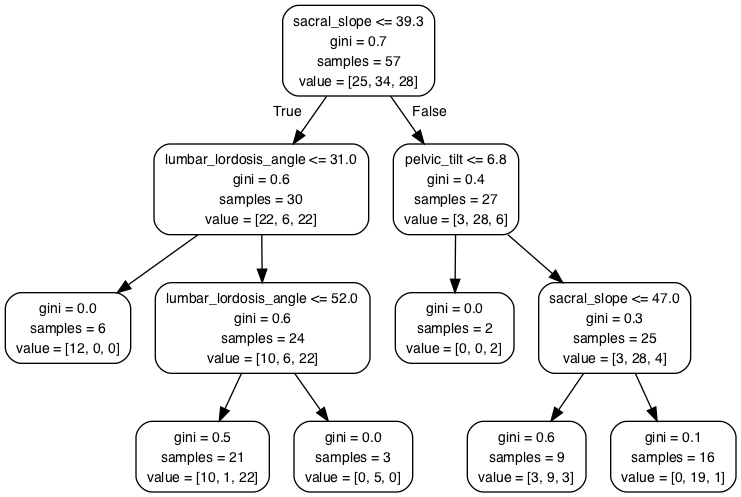 sacral_slope <= 39.3
gini = 0.7
samples = 57
value = [25, 34, 28]
True
False
lumbar_lordosis_angle <= 31.0
gini = 0.6
samples = 30
value = [22, 6, 22]
pelvic_tilt <= 6.8
gini = 0.4
samples = 27
value = [3, 28, 6]
gini = 0.0
samples = 6
value = [12, 0, 0]
lumbar_lordosis_angle <= 52.0
gini = 0.6
samples = 24
value = [10, 6, 22]
gini = 0.0
samples = 2
value = [0, 0, 2]
sacral_slope <= 47.0
gini = 0.3
samples = 25
value = [3, 28, 4]
gini = 0.5
samples = 21
value = [10, 1, 22]
gini = 0.0
samples = 3
value = [0, 5, 0]
gini = 0.6
samples = 9
value = [3, 9, 3]
gini = 0.1
samples = 16
value = [0, 19, 1]